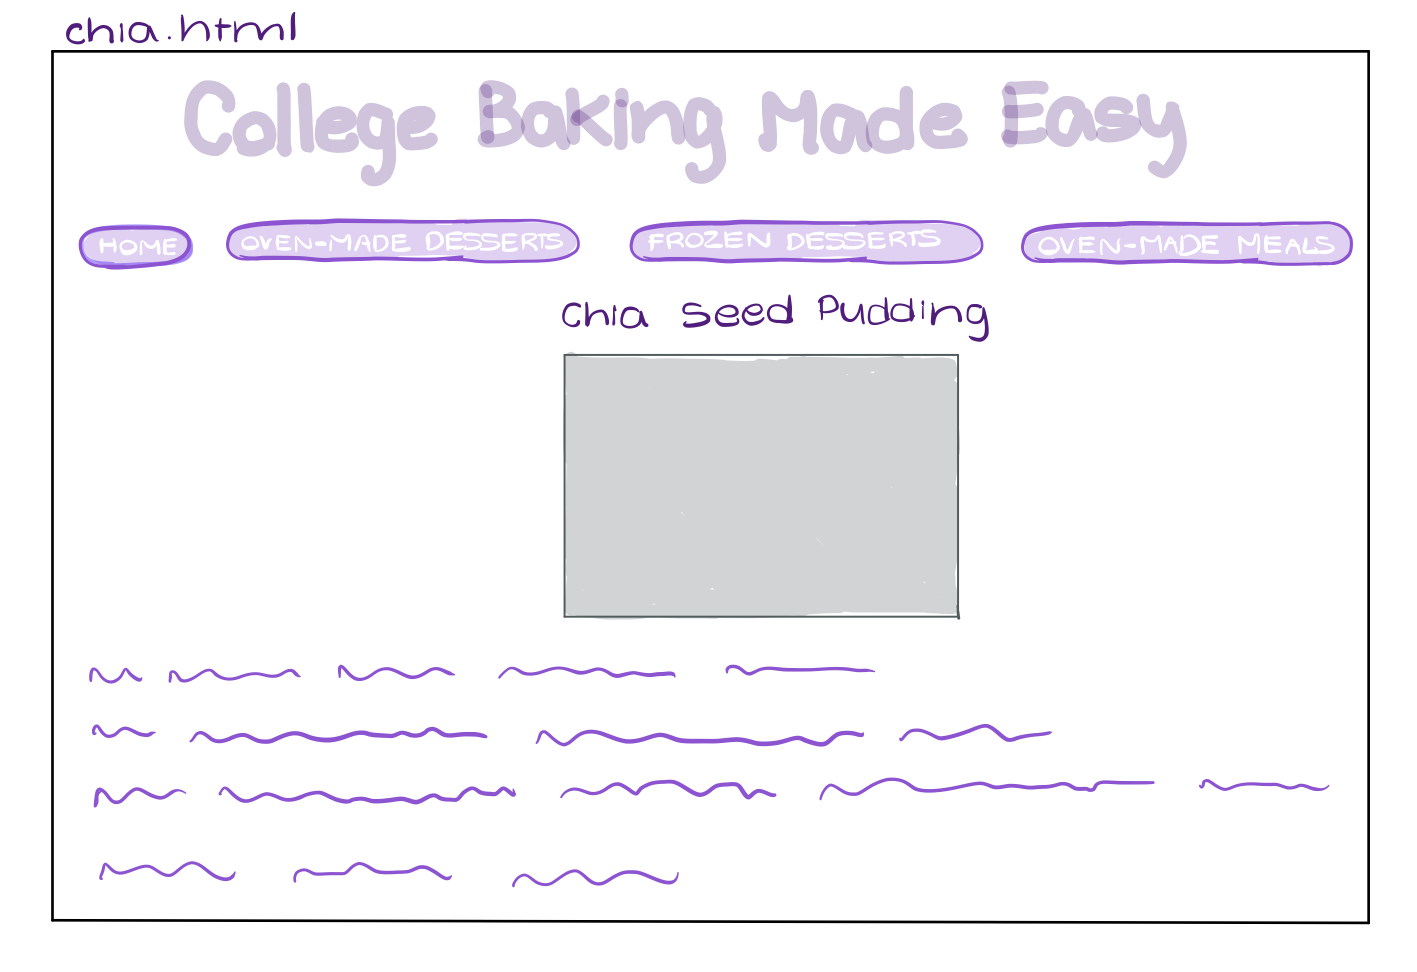 chia.html
College Baking Made Easy
HOME OVEN-MADE DESSERTS FROZEN DESSERTS OVEN-MADE MEALS
Chia Seed Pudding